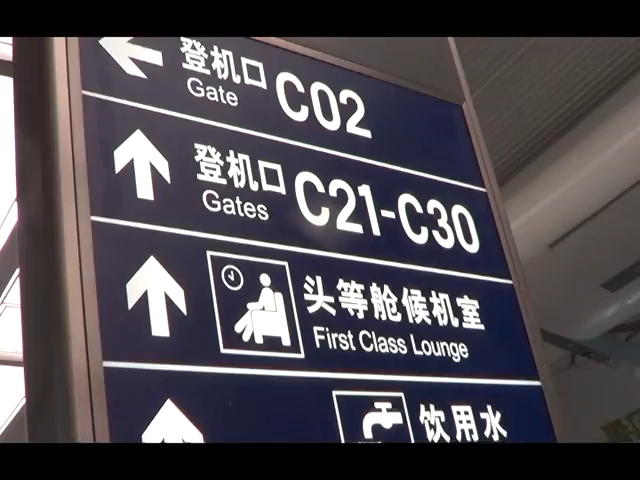 登机口 C02
Gate
登机口 C21-C30
Gates
头等舱候机室
First Class Lounge
饮用水